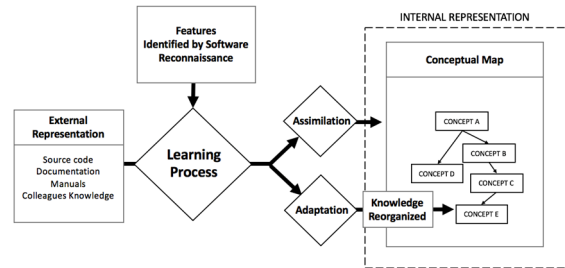 INTERNAL REPRESENTATION
Features
Identified by Software
Reconnaissance
Conceptual Map
External
Representation
Source code
Documentation
Manuals
Colleagues Knowledge
Learning
Process
Assimilation
Adaptation
Knowledge
Reorganized
CONCEPT A
CONCEPT B
CONCEPT D
CONCEPT C
CONCEPT E